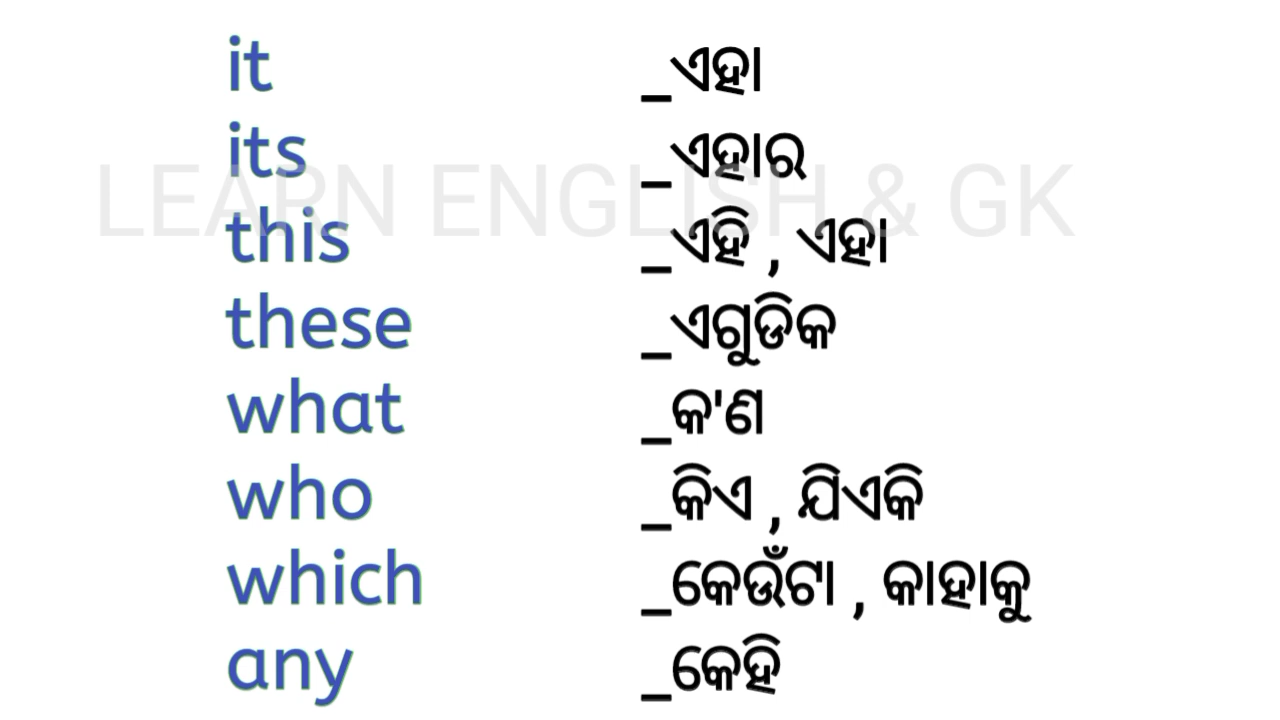 it _ଏହା
its _ଏହାର
LEARN ENGLISH & GK
this _ଏହି , ଏହା
these _ଏଗୁଡିକ
what _କ'ଣ
who _କିଏ , ଯିଏକି
which _କେଉଁଟା , କାହାକୁ
any _କେହି